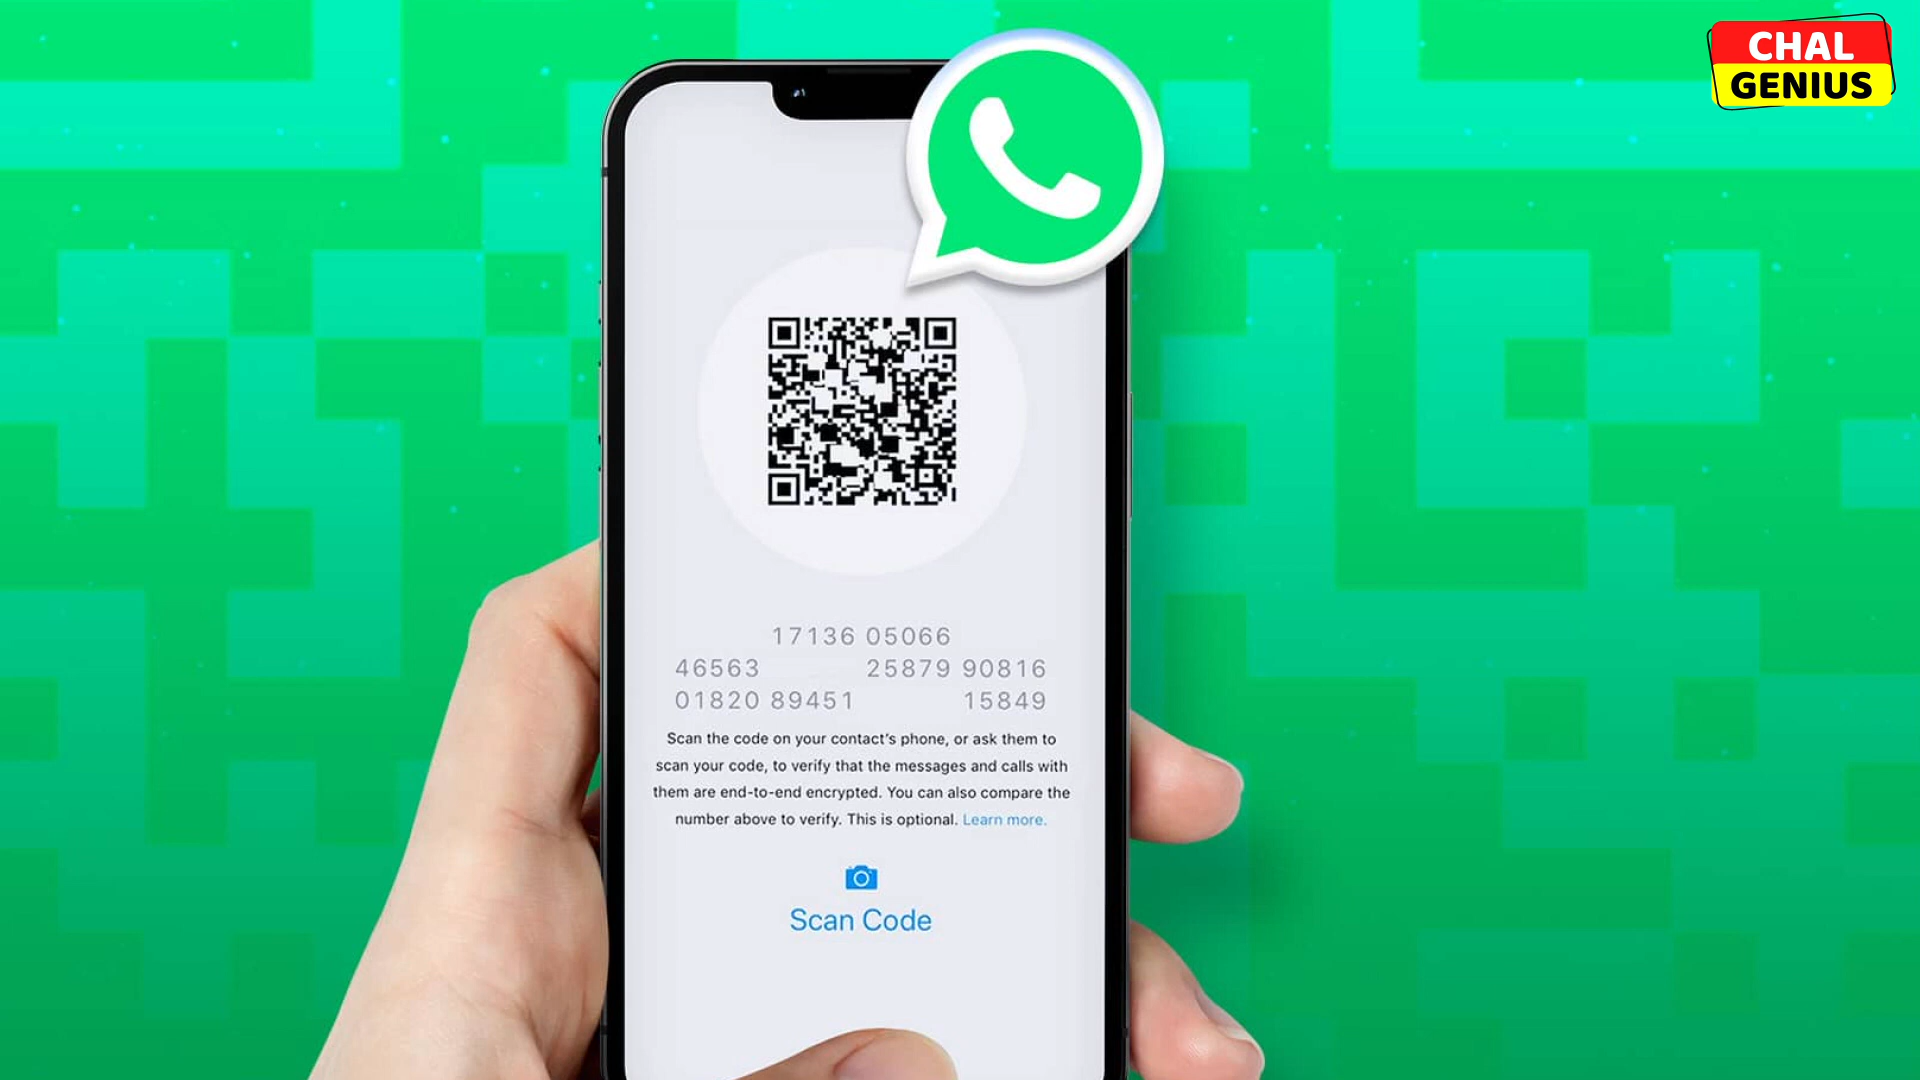 CHAL
GENIUS
17136 05066
46563 25879 90816
01820 89451 15849
Scan the code on your contact's phone, or ask them to
scan your code, to verify that the messages and calls with
them are end-to-end encrypted. You can also compare the
number above to verify. This is optional. Learn more.
Scan Code